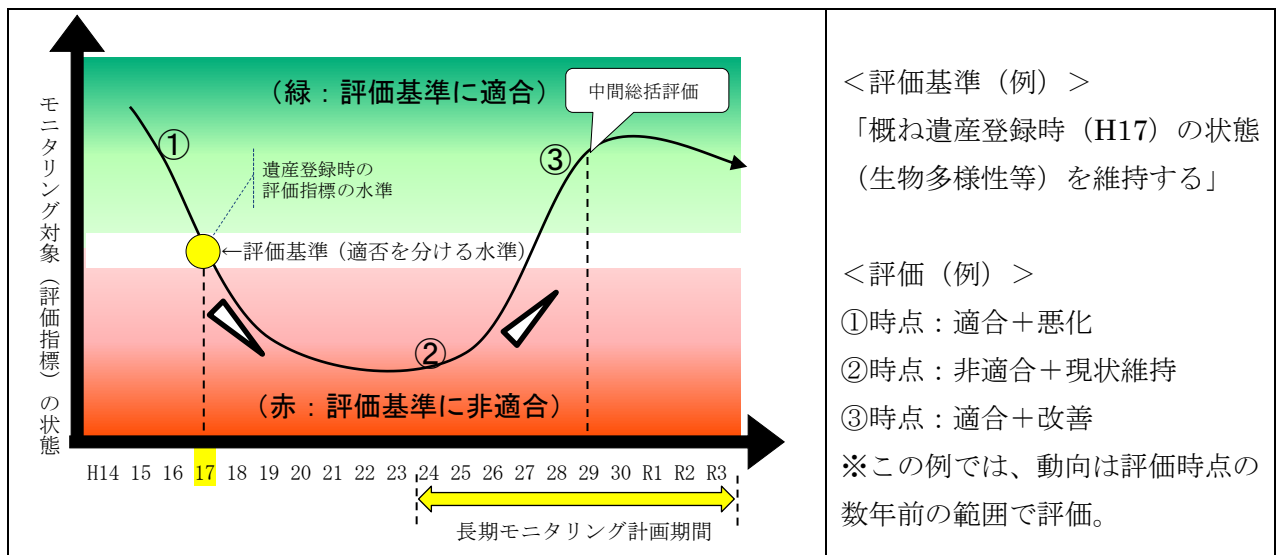 モニタリング対象（評価指標）の状態
（緑：評価基準に適合）
中間総括評価
①
③
遺産登録時の
評価指標の水準
←評価基準（適否を分ける水準）
②
（赤：評価基準に非適合）
H14 15 16 17 18 19 20 21 22 23 24 25 26 27 28 29 30 R1 R2 R3
長期モニタリング計画期間
＜評価基準（例）＞
「概ね遺産登録時（H17）の状態
（生物多様性等）を維持する」
＜評価（例）＞
①時点：適合＋悪化
②時点：非適合＋現状維持
③時点：適合＋改善
※この例では、動向は評価時点の
数年前の範囲で評価。